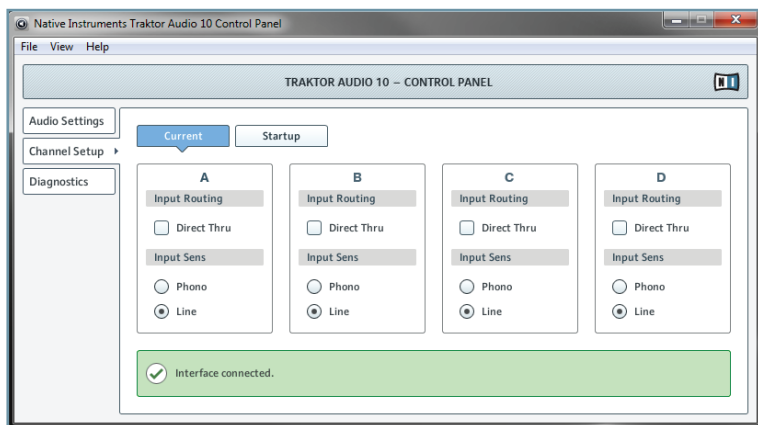 Native Instruments Traktor Audio 10 Control Panel
File View Help
TRAKTOR AUDIO 10 – CONTROL PANEL
NI
Audio Settings
Channel Setup
Diagnostics
Current Startup
A B C D
Input Routing Input Routing Input Routing Input Routing
Direct Thru Direct Thru Direct Thru Direct Thru
Input Sens Input Sens Input Sens Input Sens
Phono Phono Phono Phono
Line Line Line Line
Interface connected.